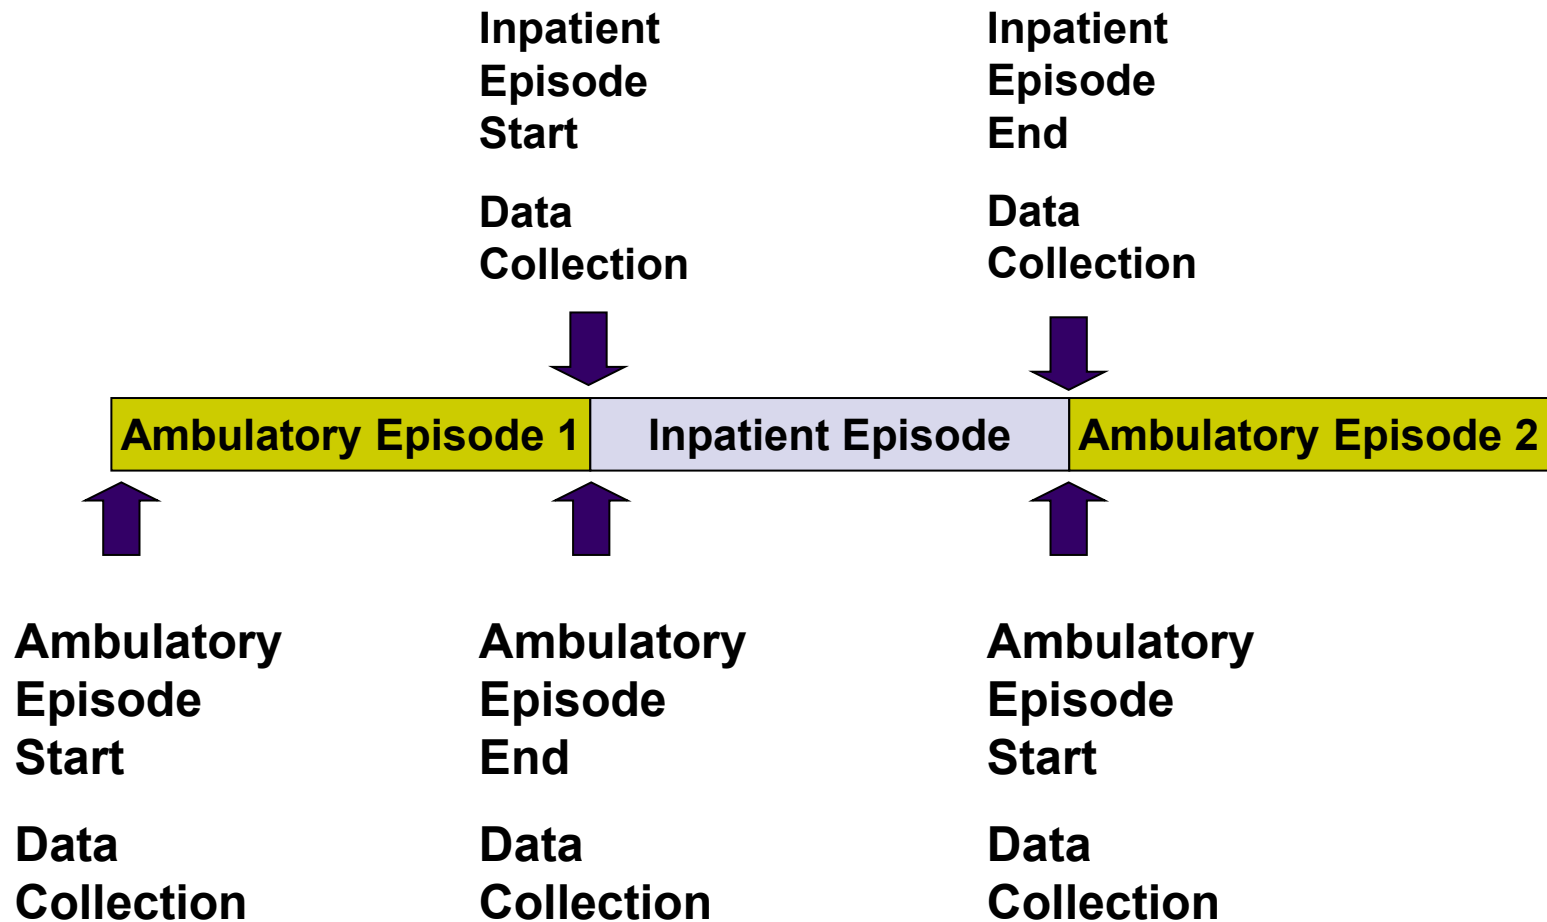 Inpatient
Episode
Start
Data
Collection
Inpatient
Episode
End
Data
Collection
Ambulatory Episode 1
Inpatient Episode
Ambulatory Episode 2
Ambulatory
Episode
Start
Data
Collection
Ambulatory
Episode
End
Data
Collection
Ambulatory
Episode
Start
Data
Collection